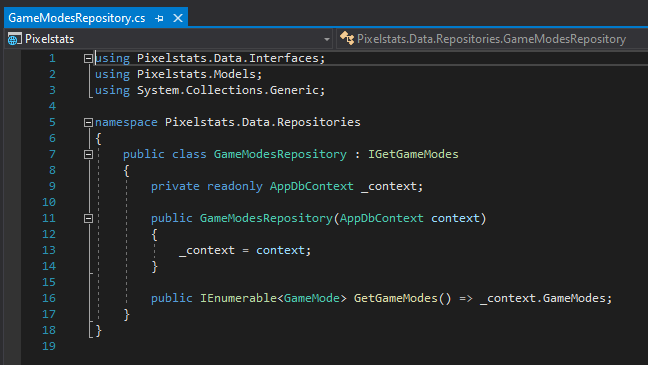 GameModesRepository.cs
Pixelstats Pixelstats.Data.Repositories.GameModesRepository
1 using Pixelstats.Data.Interfaces;
2 using Pixelstats.Models;
3 using System.Collections.Generic;
4
5 namespace Pixelstats.Data.Repositories
6 {
7 public class GameModesRepository : IGetGameModes
8 {
9 private readonly AppDbContext _context;
10
11 public GameModesRepository(AppDbContext context)
12 {
13 _context = context;
14 }
15
16 public IEnumerable<GameMode> GetGameModes() => _context.GameModes;
17 }
18 }
19